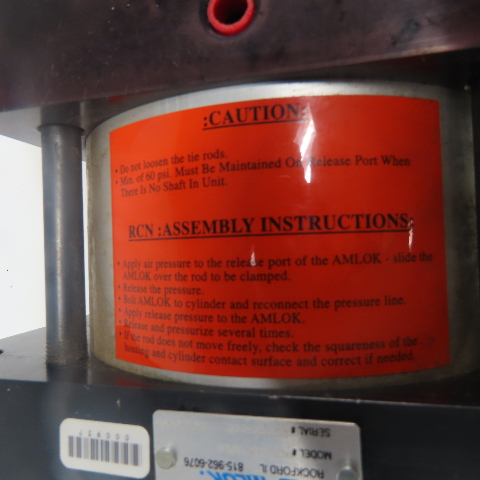 :CAUTION:
• Do not loosen the tie rods.
• Min. of 60 psi. Must Be Maintained On Release Port When
There Is No Shaft In Unit.
RCN :ASSEMBLY INSTRUCTIONS:
• Apply air pressure to the release port of the AMLOK - slide the
AMLOK over the rod to be clamped.
• Release the pressure.
• Bolt AMLOK to cylinder and reconnect the pressure line.
• Apply release pressure to the AMLOK.
• Release and pressurize several times.
• If the rod does not move freely, check the squareness of the
housing and cylinder contact surface and correct if needed.
ROCKFORD IL 815-962-6076
MODEL #
SERIAL #